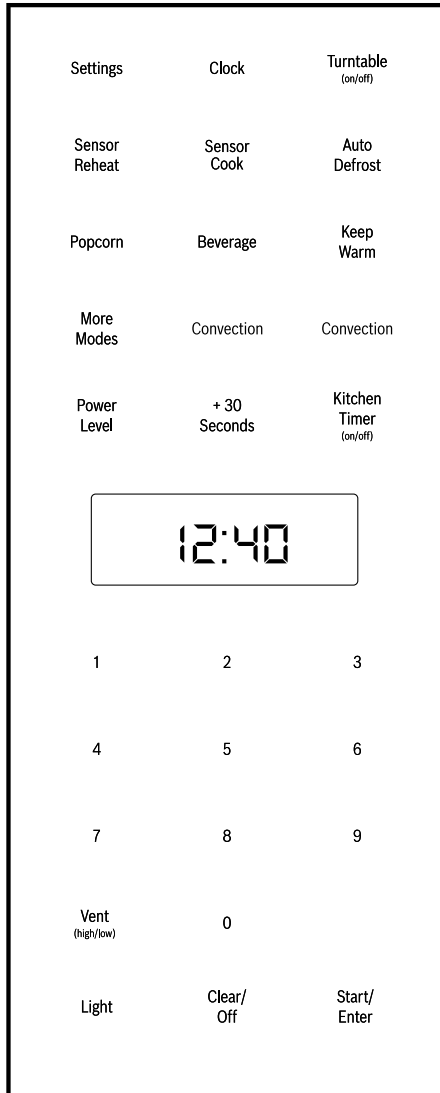 Settings Clock Turntable
(on/off)
Sensor Sensor Auto
Reheat Cook Defrost
Popcorn Beverage Keep
Warm
More
Modes Convection Convection
Power + 30 Kitchen
Level Seconds Timer
(on/off)
12:40
1 2 3
4 5 6
7 8 9
Vent 0
(high/low)
Light Clear/ Start/
Off Enter